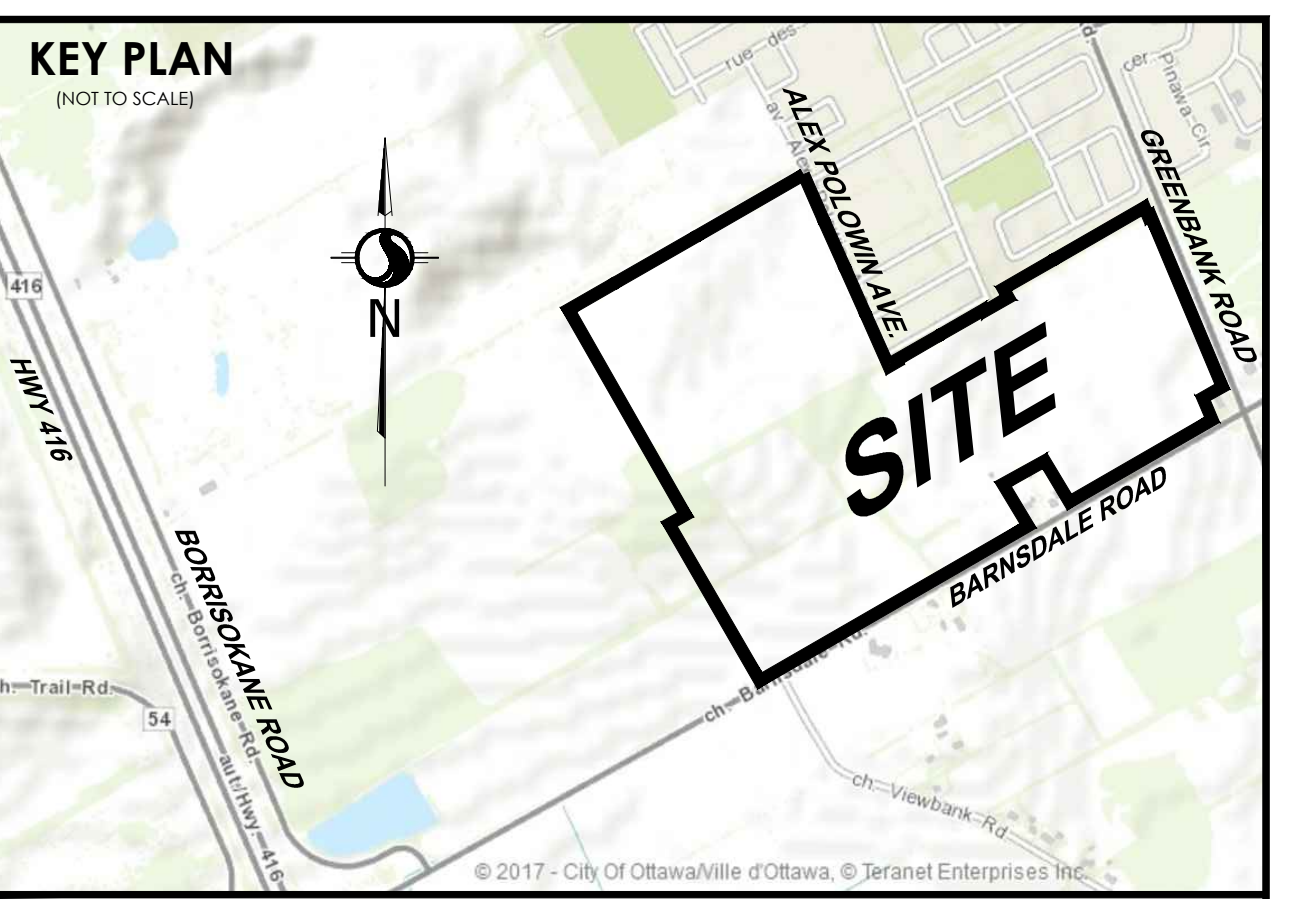 KEY PLAN
(NOT TO SCALE)
rue des
Rd.
cer.
Pinawa Cir.
av Ale
ALEX POLOWIN AVE.
GREENBANK ROAD
416
HWY 416
N
SITE
BARNSDALE ROAD
BORRISOKANE ROAD
ch. Borrisokane Rd.
h. Trail Rd.
54
aut./Hwy. 416
ch. Barnsdale Rd.
ch. Viewbank Rd
© 2017 - City Of Ottawa/Ville d'Ottawa, © Teranet Enterprises Inc.